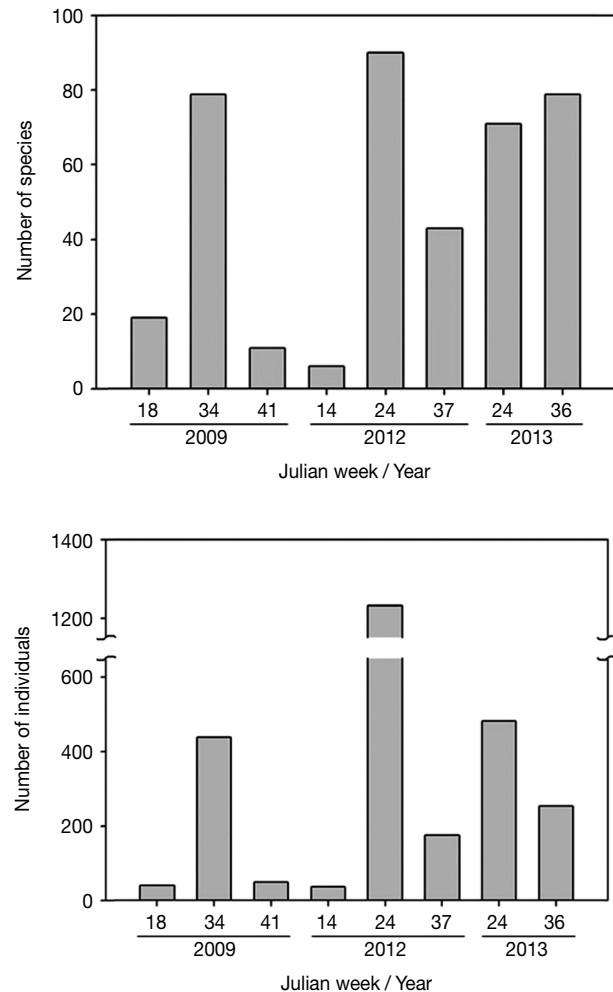 100
80
60
40
20
0
Number of species
18 34 41 14 24 37 24 36
2009 2012 2013
Julian week / Year
1400
1200
600
400
200
0
Number of individuals
18 34 41 14 24 37 24 36
2009 2012 2013
Julian week / Year